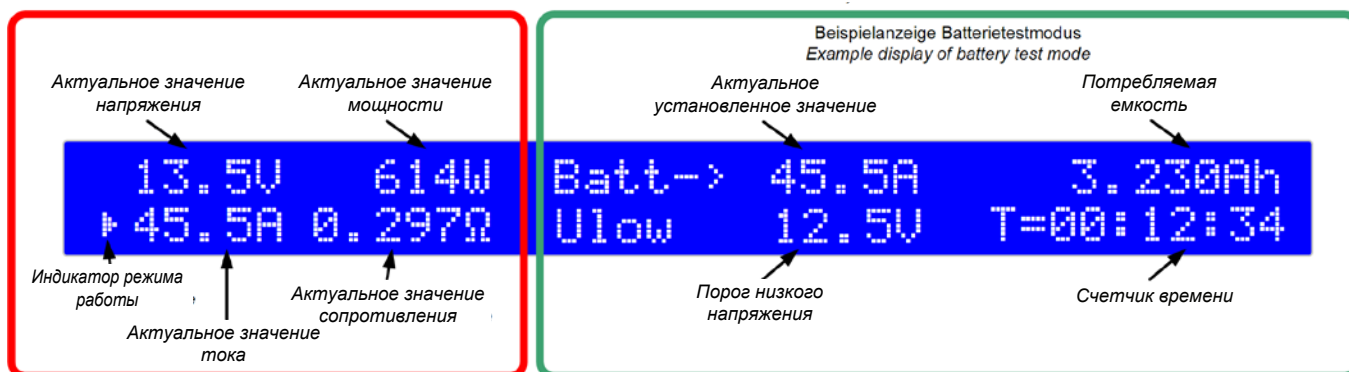 Beispielanzeige Batterietestmodus
Example display of battery test mode
Актуальное значение
напряжения
Актуальное значение
мощности
Актуальное
установленное значение
Потребляемая
емкость
13.5V 614W Batt-> 45.5A 3.230Ah
45.5A 0.297Ω Ulow 12.5V T=00:12:34
Индикатор режима
работы
Актуальное значение
тока
Актуальное значение
сопротивления
Порог низкого
напряжения
Счетчик времени